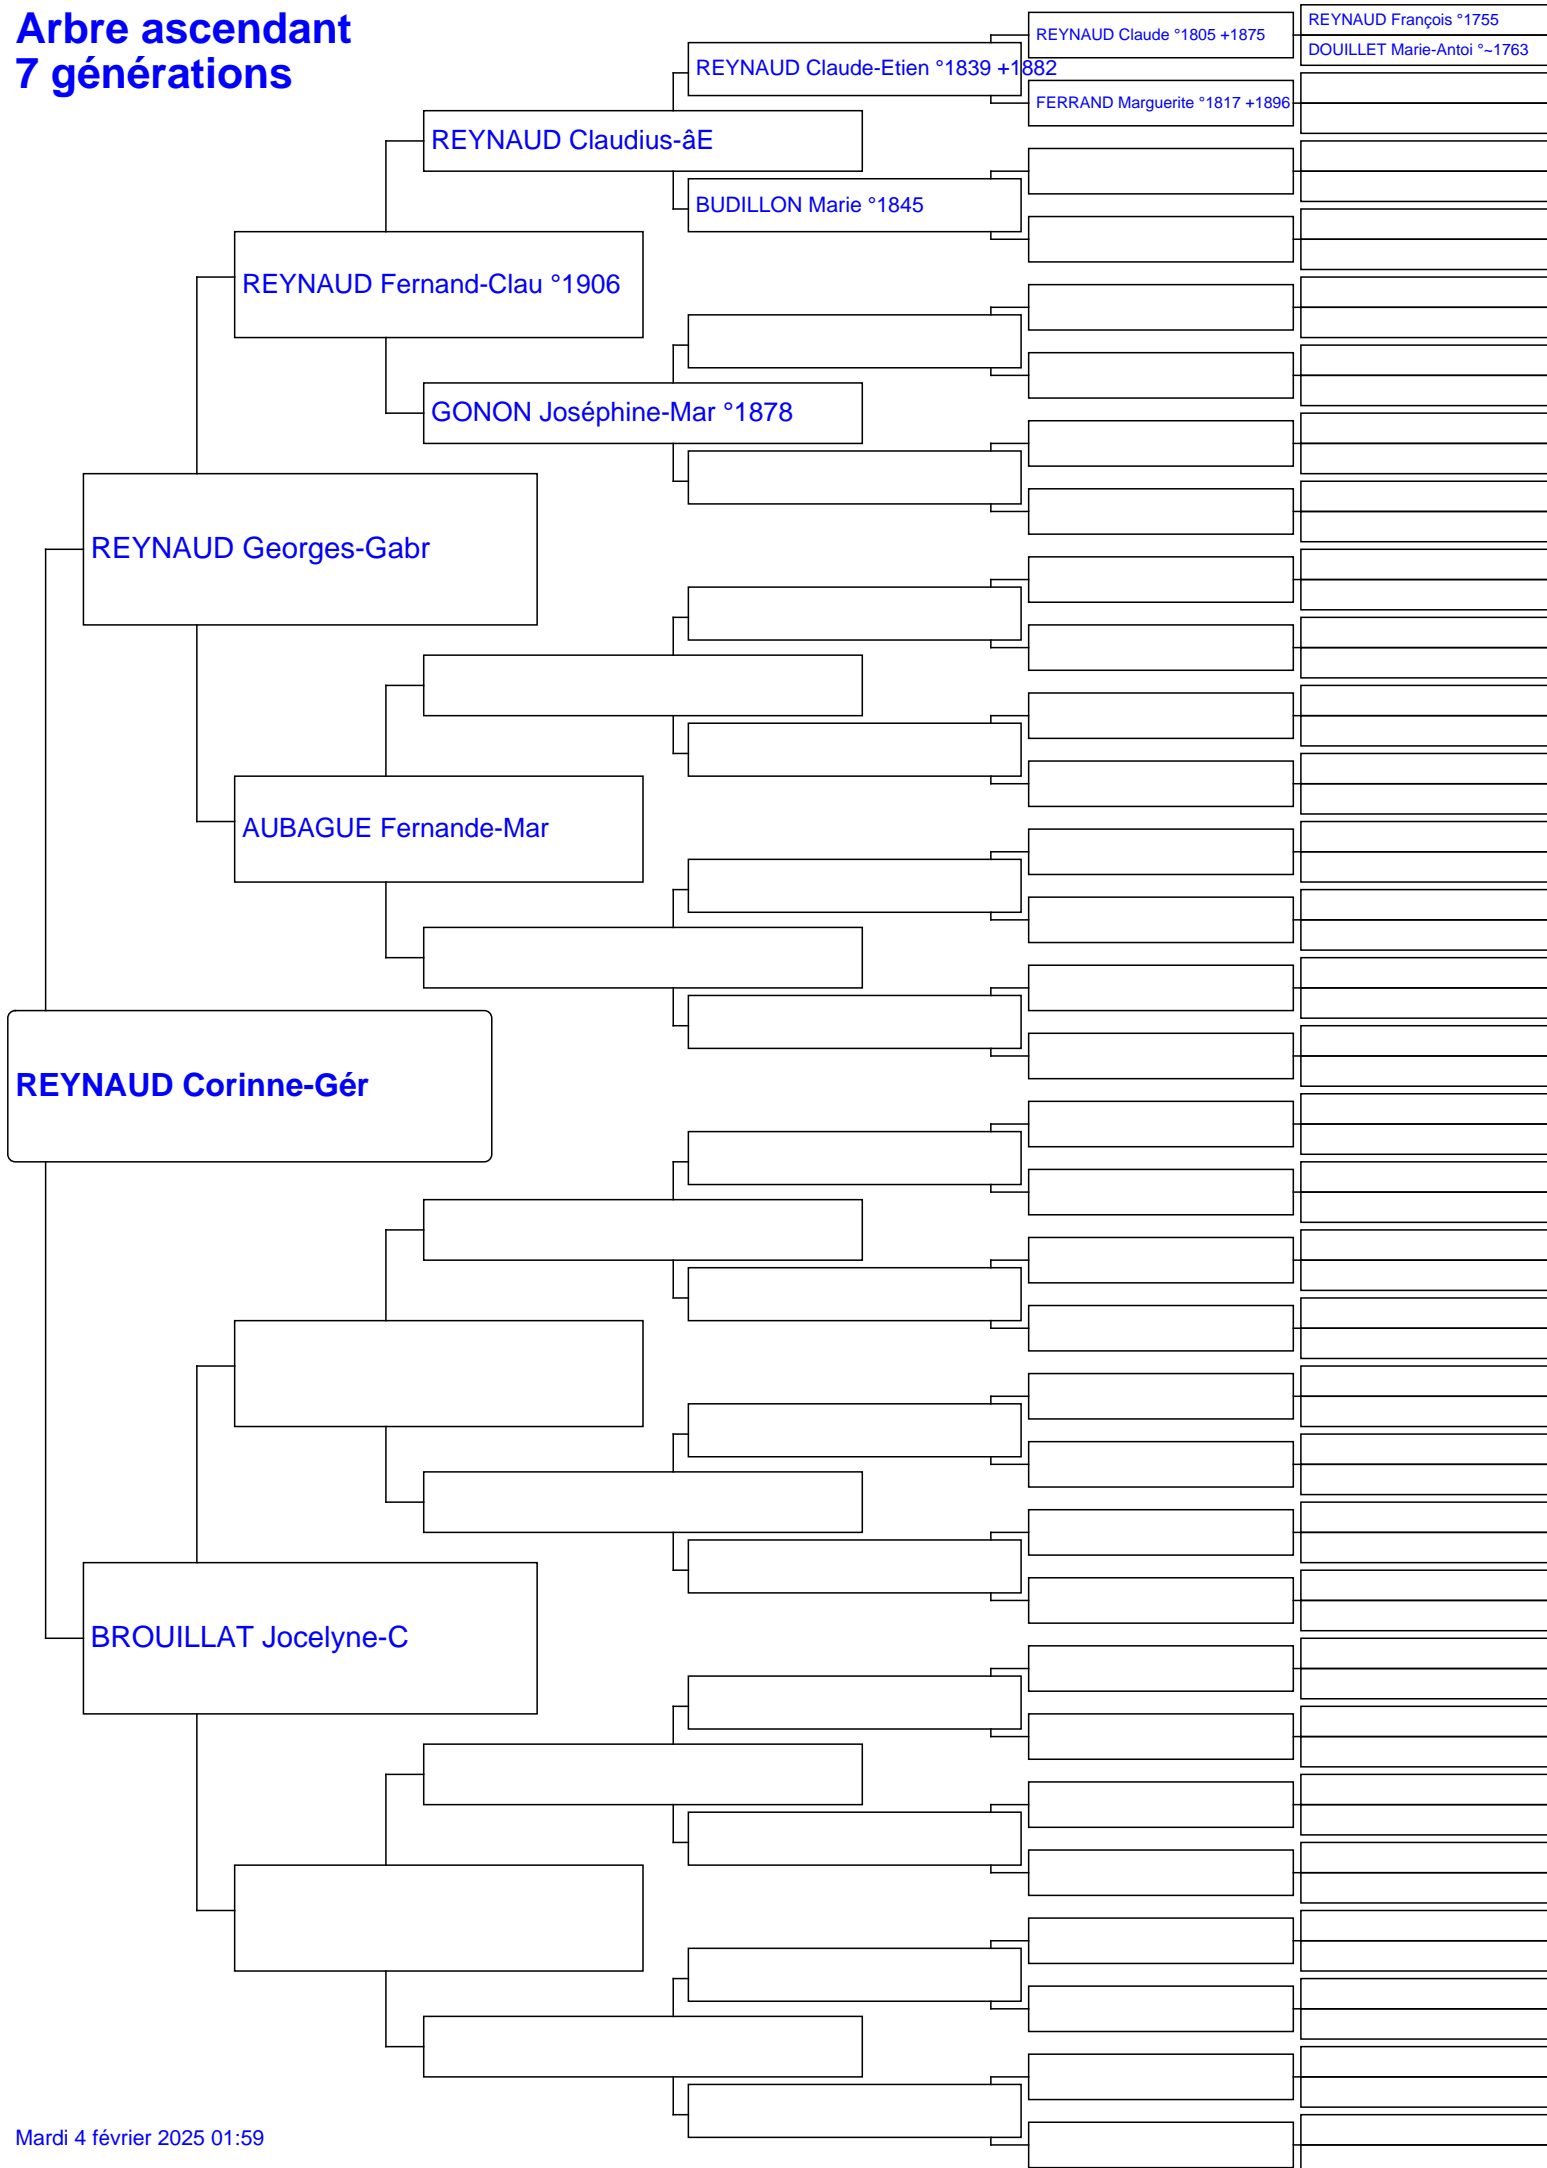 Arbre ascendant
7 générations
REYNAUD François °1755
DOUILLET Marie-Antoi °~1763
REYNAUD Claude °1805 +1875
REYNAUD Claude-Etien °1839 +1882
FERRAND Marguerite °1817 +1896
REYNAUD Claudius-âE
BUDILLON Marie °1845
REYNAUD Fernand-Clau °1906
GONON Joséphine-Mar °1878
REYNAUD Georges-Gabr
AUBAGUE Fernande-Mar
REYNAUD Corinne-Gér
BROUILLAT Jocelyne-C
Mardi 4 février 2025 01:59